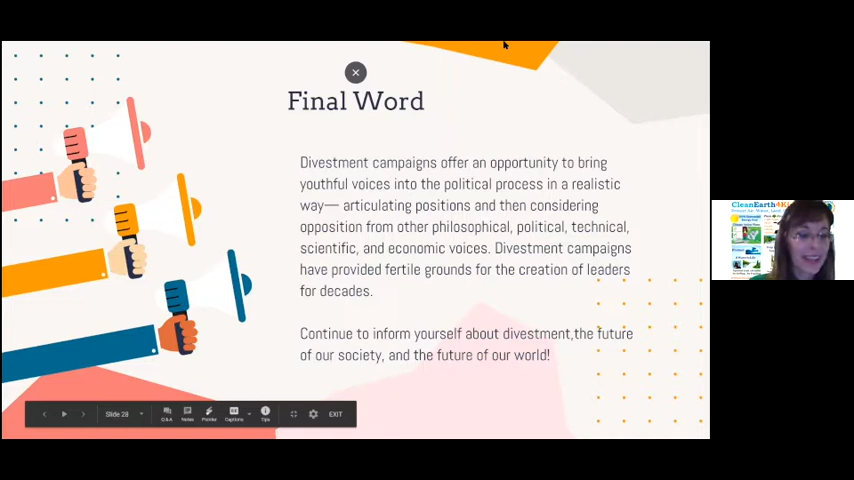 Final Word
Divestment campaigns offer an opportunity to bring
youthful voices into the political process in a realistic
way— articulating positions and then considering
opposition from other philosophical, political, technical,
scientific, and economic voices. Divestment campaigns
have provided fertile grounds for the creation of leaders
for decades.
Continue to inform yourself about divestment,the future
of our society, and the future of our world!
Slide 28
Q&A
Notes
Pointer
Captions
Tips
EXIT
CleanEarth4Ki